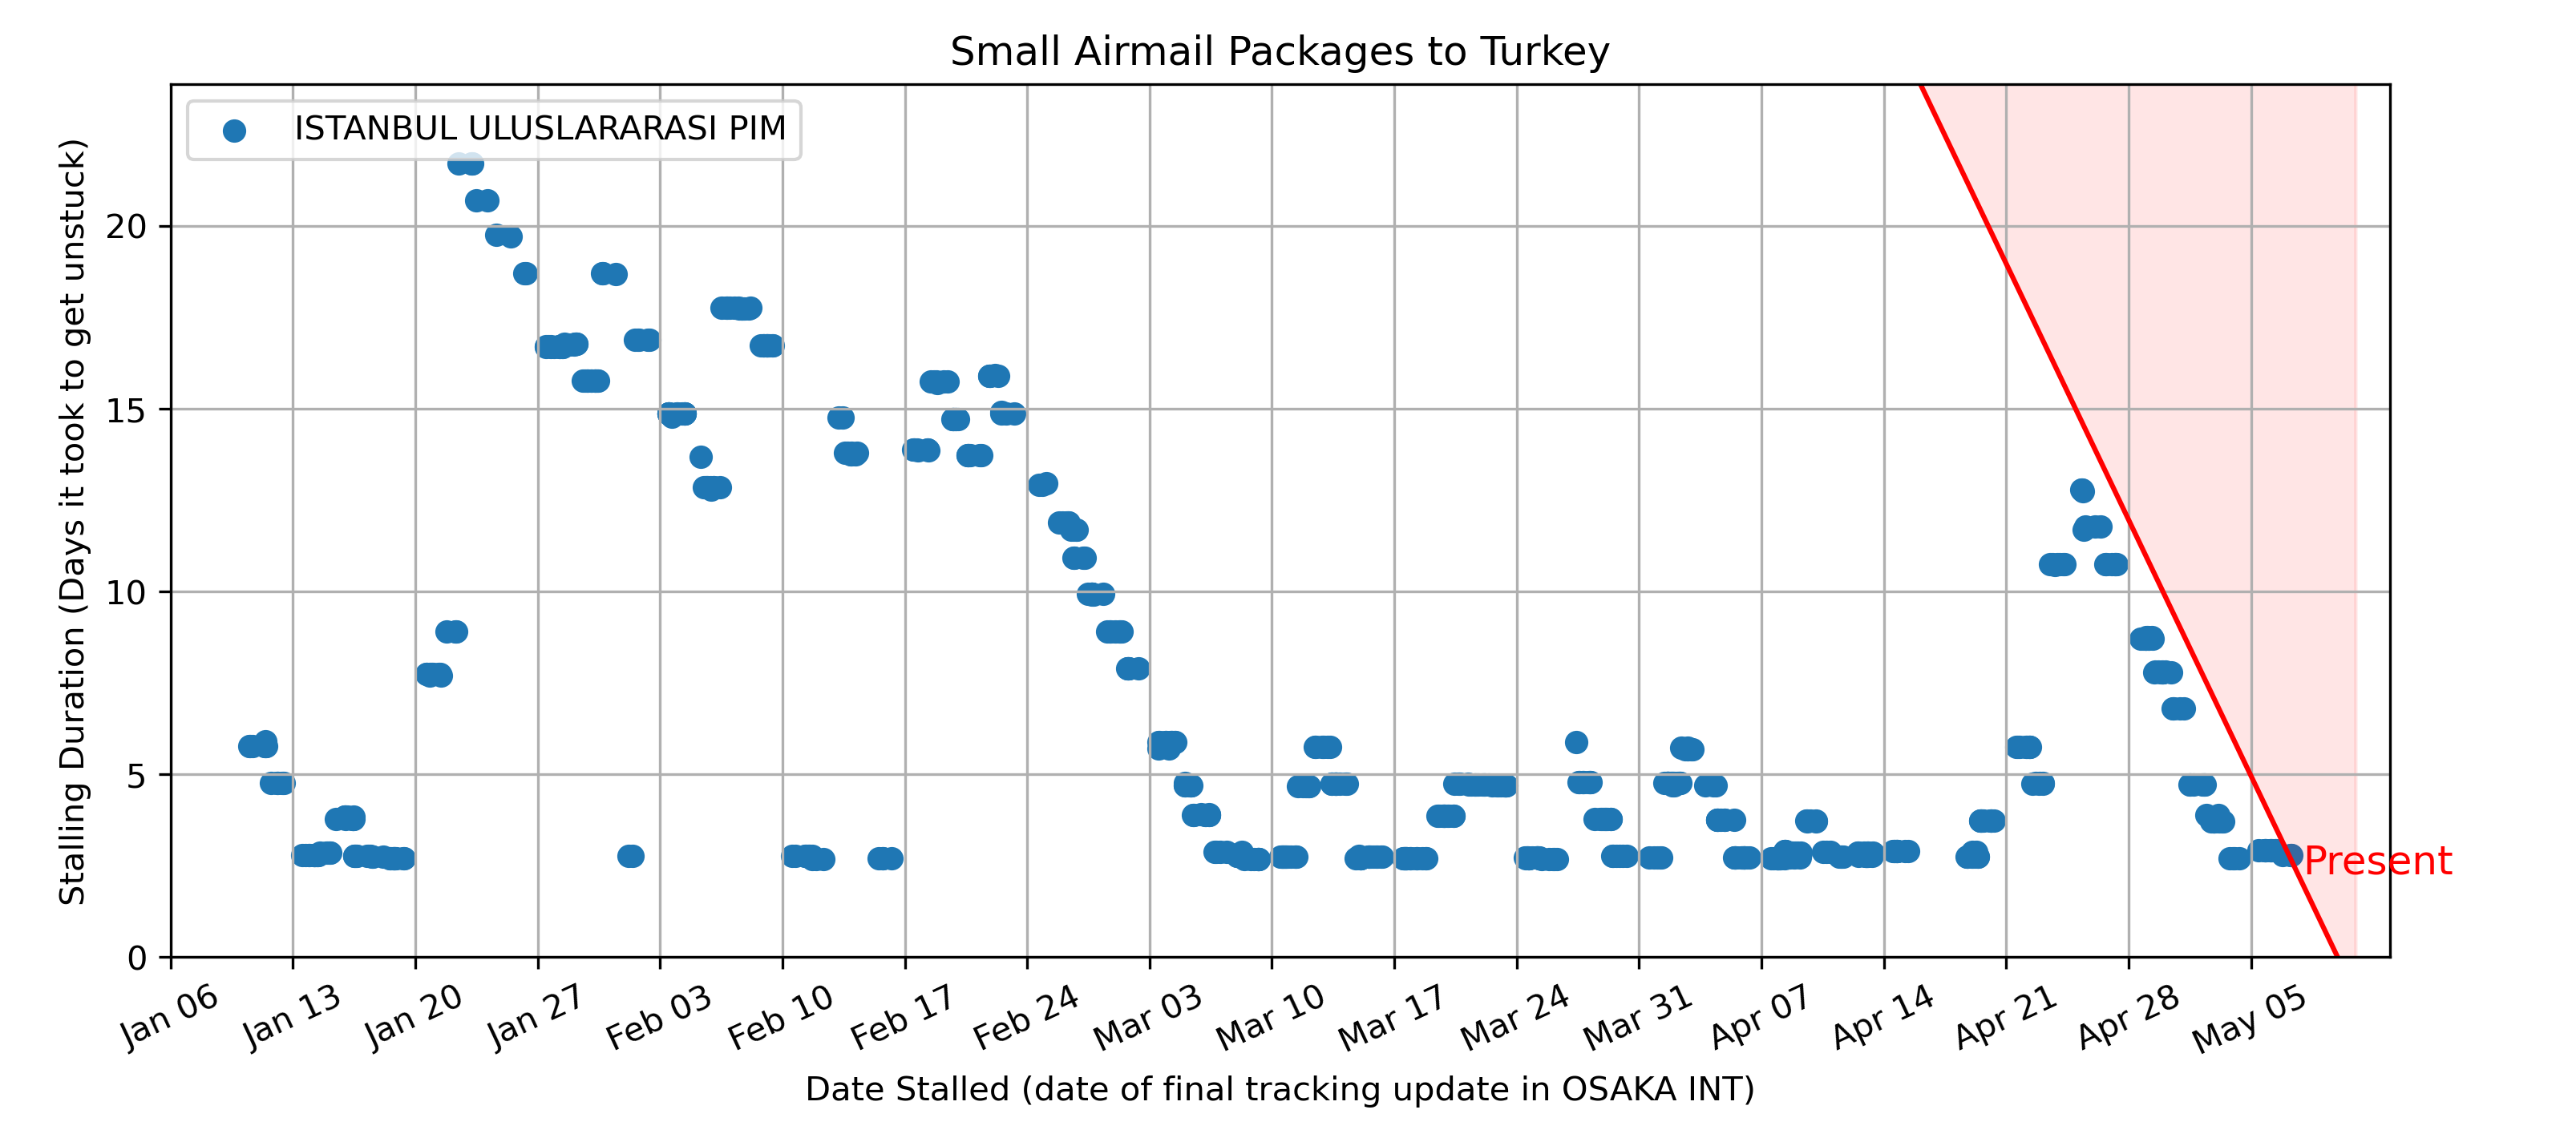 Small Airmail Packages to Turkey
ISTANBUL ULUSLARARASI PIM
Stalling Duration (Days it took to get unstuck)
20
15
10
5
0
Present
Jan 06
Jan 13
Jan 20
Jan 27
Feb 03
Feb 10
Feb 17
Feb 24
Mar 03
Mar 10
Mar 17
Mar 24
Mar 31
Apr 07
Apr 14
Apr 21
Apr 28
May 05
Date Stalled (date of final tracking update in OSAKA INT)